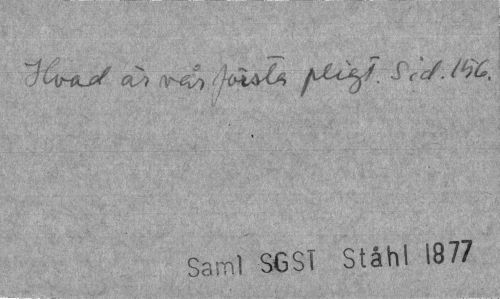 Hvad är vår första pligt. Sid. 156.
Saml SGST Ståhl 1877